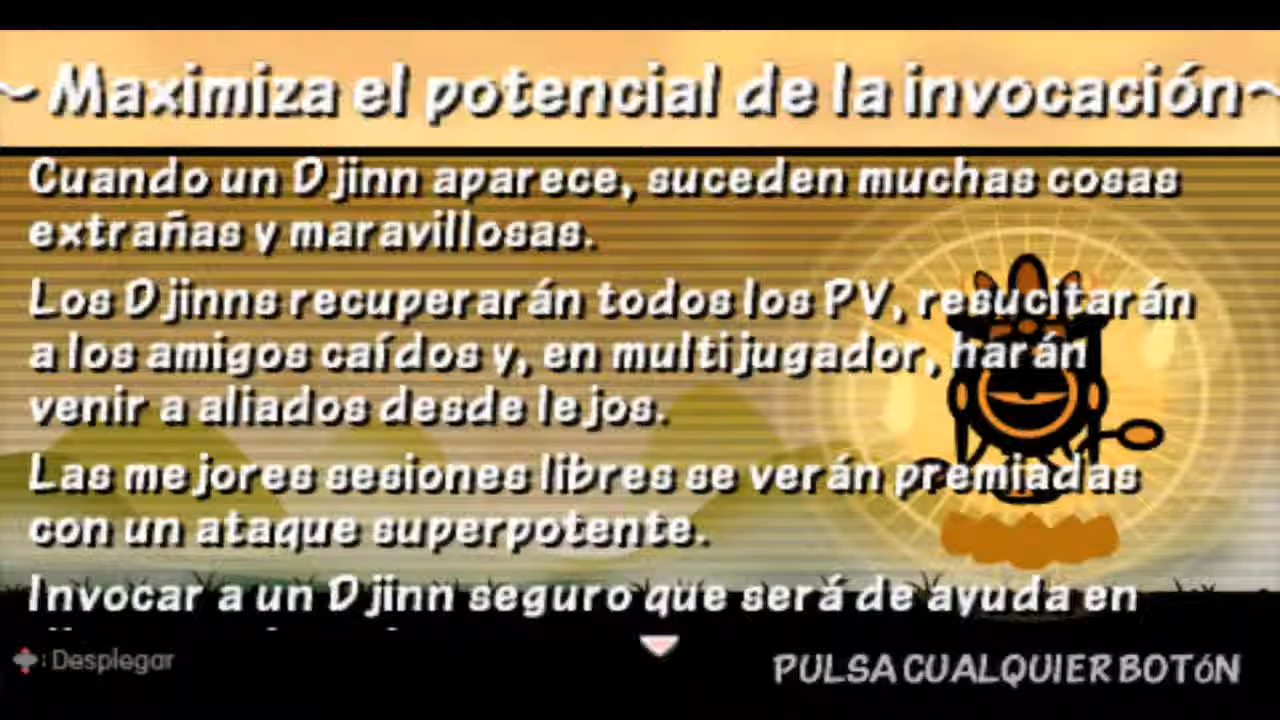 ~Maximiza el potencial de la invocación~
Cuando un Djinn aparece, suceden muchas cosas
extrañas y maravillosas.
Los Djinns recuperarán todos los PV, resucitarán
a los amigos caídos y, en multijugador, harán
venir a aliados desde lejos.
Las mejores sesiones libres se verán premiadas
con un ataque superpotente.
Invocar a un Djinn seguro que será de ayuda en
: Desplegar
PULSA CUALQUIER BOTóN